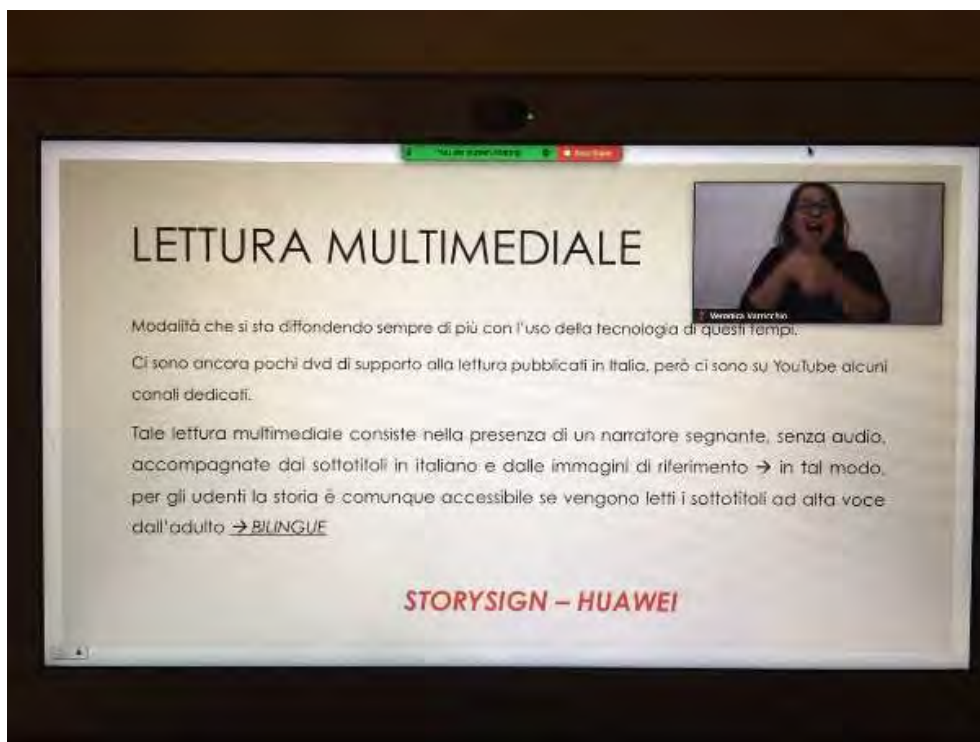 LETTURA MULTIMEDIALE
Veronica Varricchio
Modalità che si sta diffondendo sempre di più con l'uso della tecnologia di questi tempi.
Ci sono ancora pochi dvd di supporto alla lettura pubblicati in Italia, però ci sono su YouTube alcuni
canali dedicati.
Tale lettura multimediale consiste nella presenza di un narratore segnante, senza audio,
accompagnate dai sottotitoli in italiano e dalle immagini di riferimento → in tal modo,
per gli udenti la storia è comunque accessibile se vengono letti i sottotitoli ad alta voce
dall'adulto → BILINGUE
STORYSIGN – HUAWEI